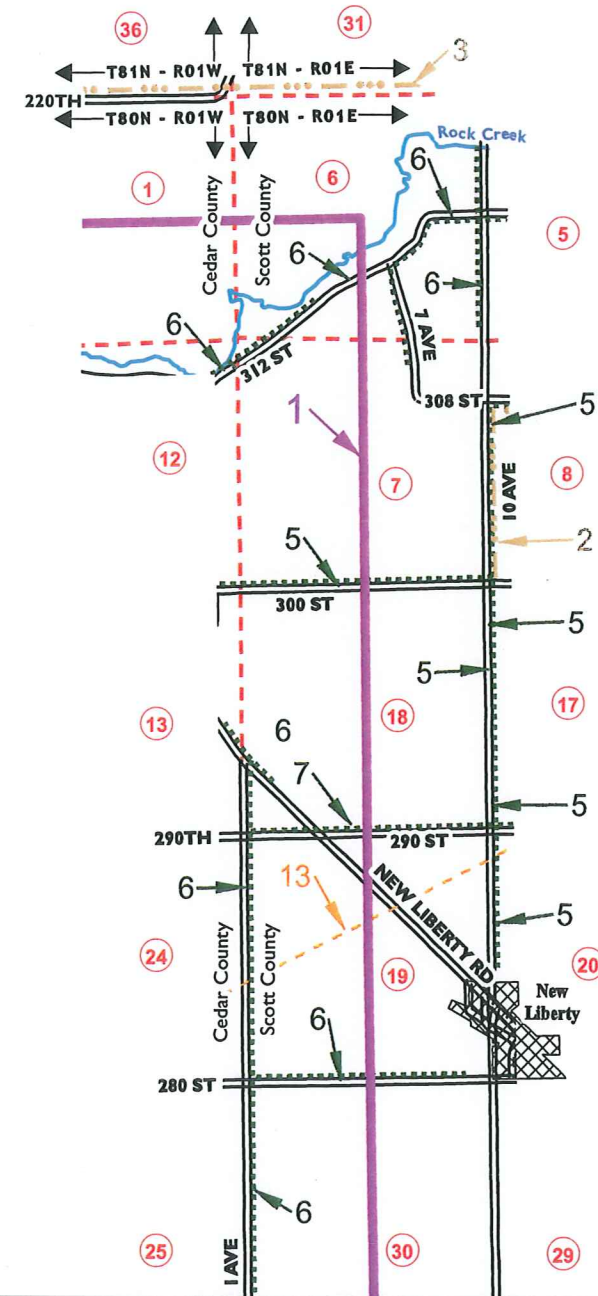 36
31
T81N - R01W
T81N - R01E
3
220TH
T80N - R01W
T80N - R01E
Rock Creek
1
6
6
6
5
Cedar County
Scott County
6
6
6
7 AVE
312 ST
308 ST
5
1
12
7
8
10 AVE
2
5
300 ST
5
5
13
6
18
17
7
5
290TH
290 ST
6
13
NEW LIBERTY RD
5
24
19
20
Cedar County
Scott County
New
Liberty
6
280 ST
6
25
1 AVE
30
29